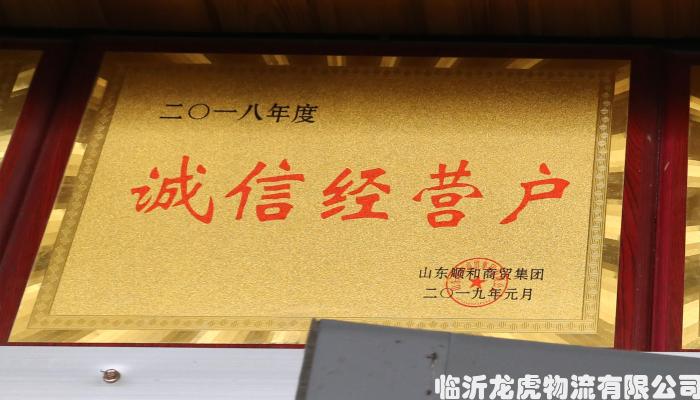 二〇一八年度
诚信经营户
山东顺和商贸集团
二〇一九年元月
临沂龙虎物流有限公司